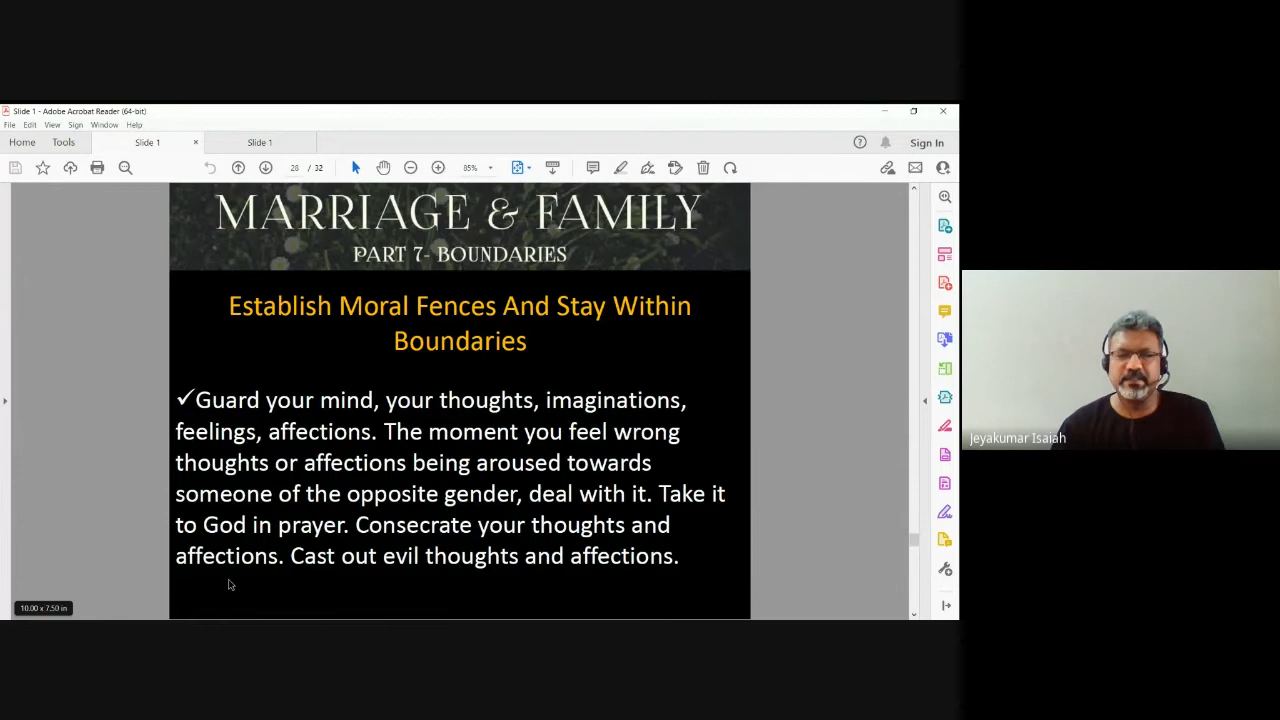 Slide 1 - Adobe Acrobat Reader (64-bit)
File Edit View Sign Window Help
Home Tools Slide 1 × Slide 1 Sign In
28 / 32 85%
MARRIAGE & FAMILY
PART 7- BOUNDARIES
Establish Moral Fences And Stay Within
Boundaries
✓Guard your mind, your thoughts, imaginations,
feelings, affections. The moment you feel wrong
thoughts or affections being aroused towards
someone of the opposite gender, deal with it. Take it
to God in prayer. Consecrate your thoughts and
affections. Cast out evil thoughts and affections.
10.00 x 7.50 in
Jeyakumar Isaiah